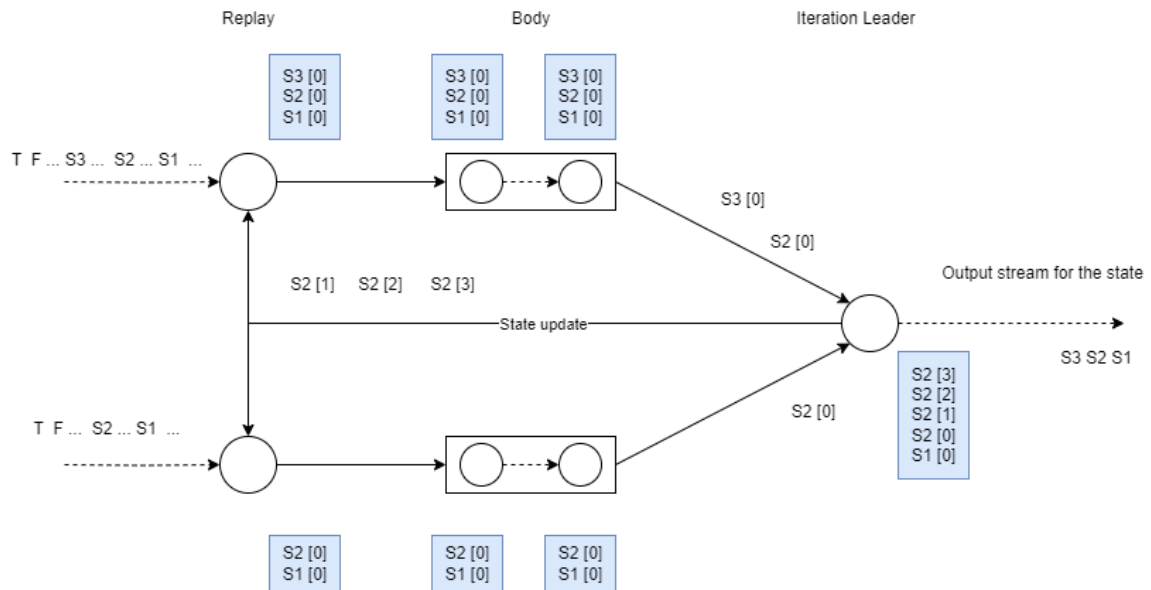 Replay
Body
Iteration Leader
S3 [0]
S2 [0]
S1 [0]
S3 [0]
S2 [0]
S1 [0]
S3 [0]
S2 [0]
S1 [0]
T F ... S3 ... S2 ... S1 ...
S3 [0]
S2 [0]
S2 [1] S2 [2] S2 [3]
Output stream for the state
State update
S3 S2 S1
S2 [3]
S2 [2]
S2 [1]
S2 [0]
S1 [0]
S2 [0]
T F ... S2 ... S1 ...
S2 [0]
S1 [0]
S2 [0]
S1 [0]
S2 [0]
S1 [0]